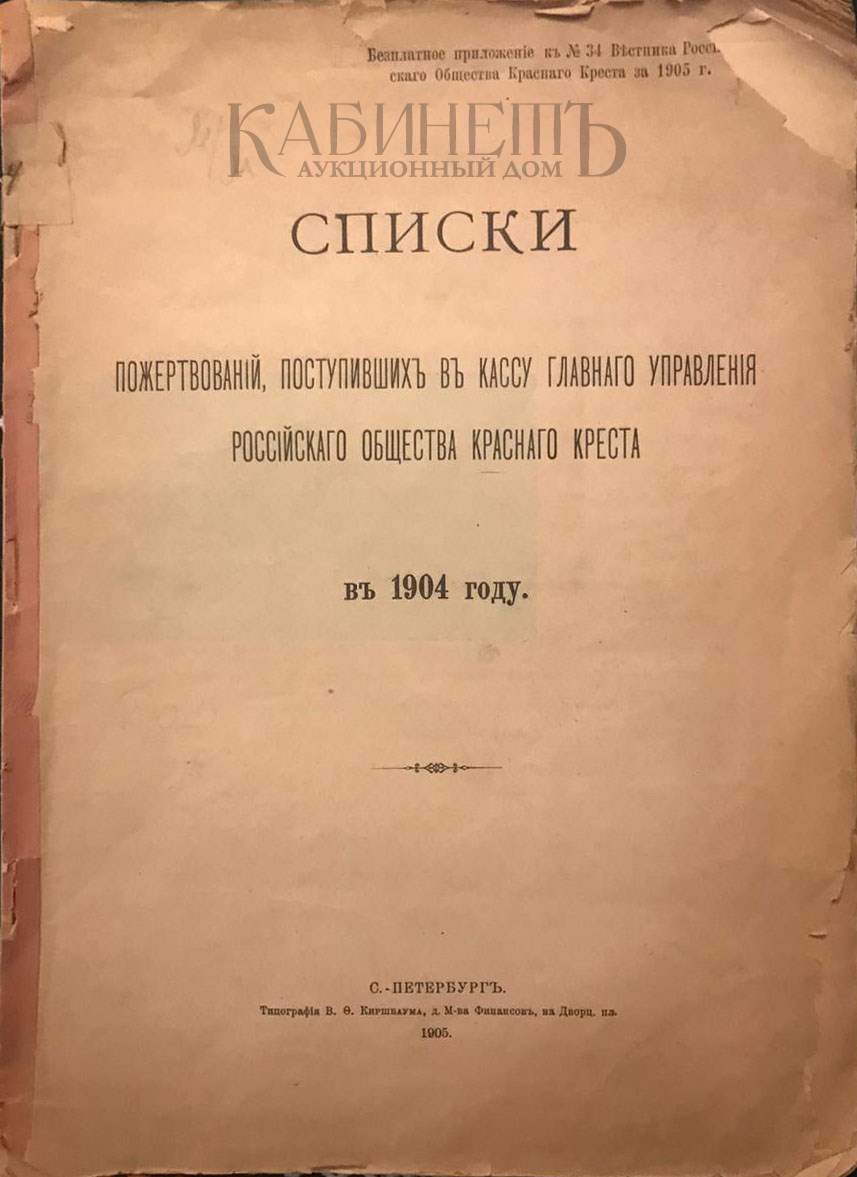 Безплатное приложеніе къ № 34 Вѣстника Росс
скаго Общества Краснаго Креста за 1905 г.
КАБИНЕТЪ
АУКЦИОННЫЙ ДОМ
СПИСКИ
ПОЖЕРТВОВАНІЙ, ПОСТУПИВШИХЪ ВЪ КАССУ ГЛАВНАГО УПРАВЛЕНІЯ
РОССІЙСКАГО ОБЩЕСТВА КРАСНАГО КРЕСТА
въ 1904 году.
С.-ПЕТЕРБУРГЪ.
Типографія В. Ѳ. Киршбаума, д. М-ва Финансовъ, на Дворц. пл.
1905.